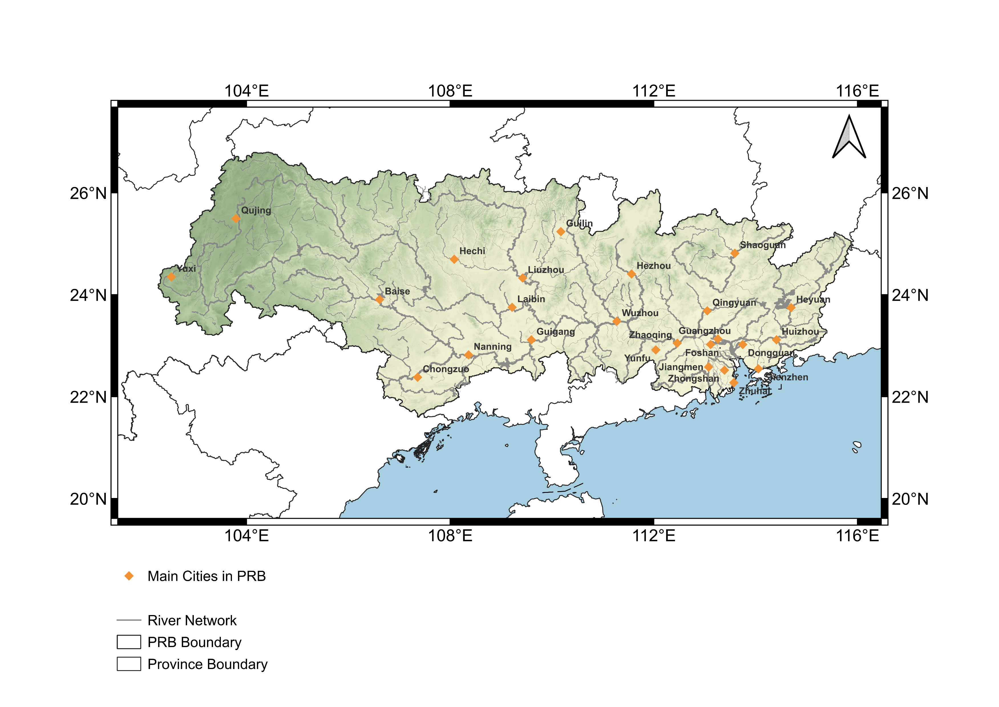 104°E 108°E 112°E 116°E
26°N 26°N
Qujing
Guilin
Shaoguan
Hechi
Hezhou
Yuxi
Liuzhou
24°N 24°N
Baise
Laibin
Heyuan
Qingyuan
Wuzhou
Guigang
Guangzhou
Huizhou
Zhaoqing
Nanning
Foshan
Dongguan
Yunfu
Jiangmen
Chongzuo
Zhongshan
Shenzhen
Zhuhai
22°N 22°N
20°N 20°N
104°E 108°E 112°E 116°E
Main Cities in PRB
River Network
PRB Boundary
Province Boundary